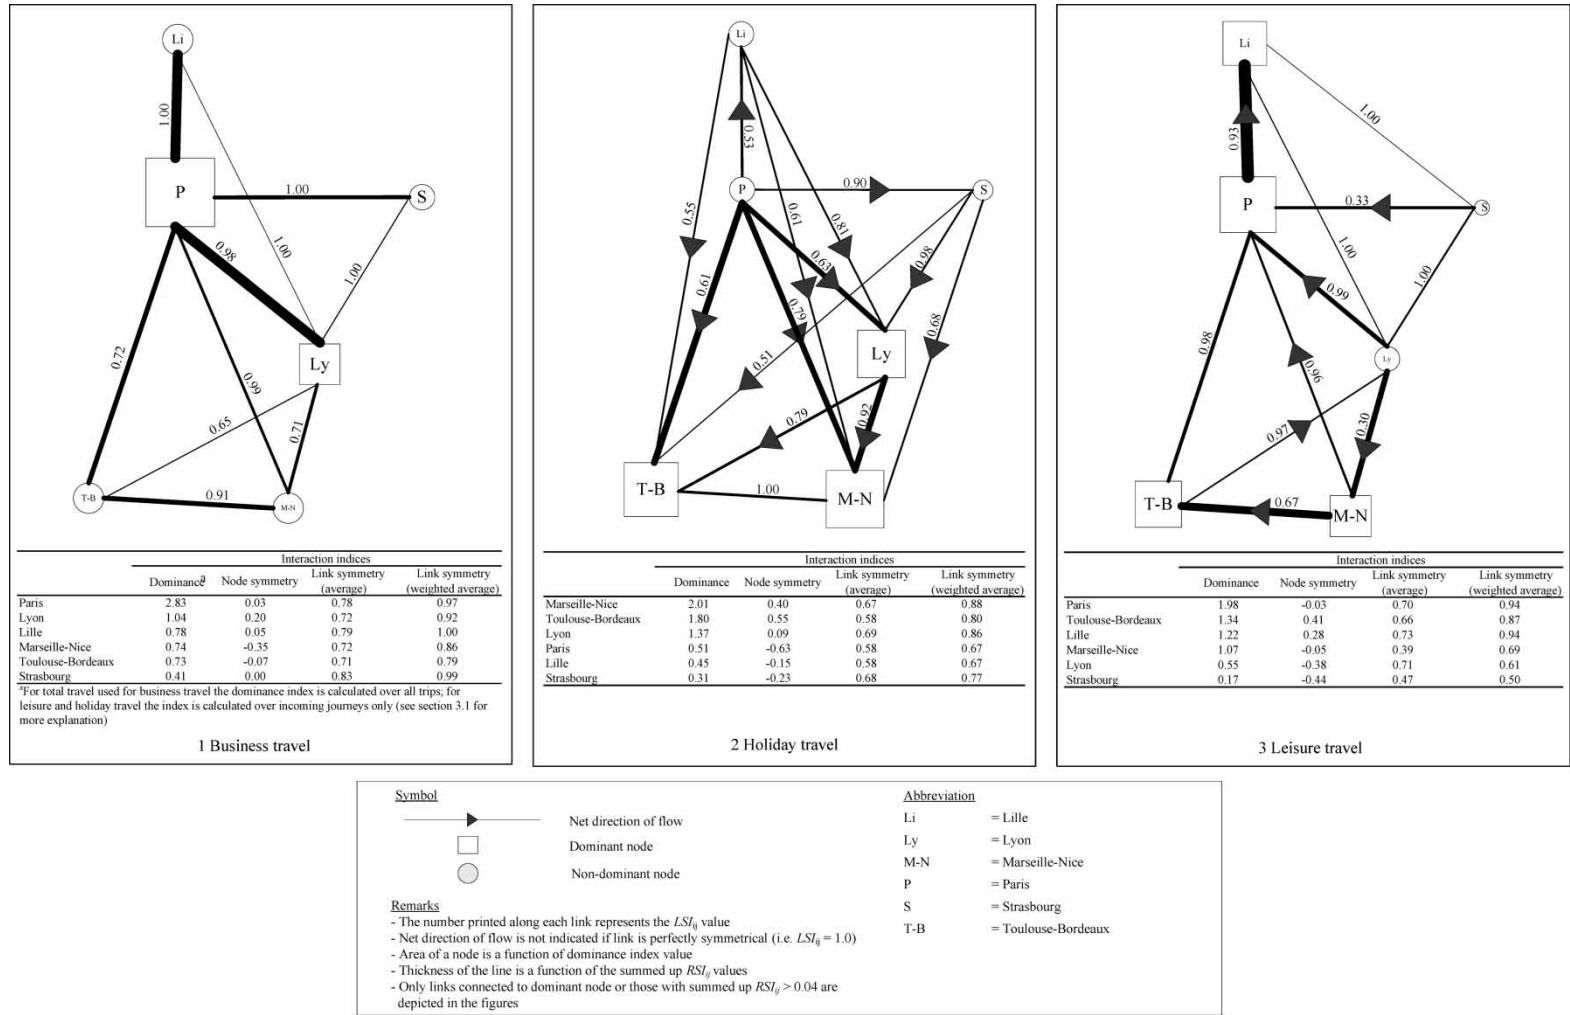 Li
1.00
P
1.00
S
0.98
1.00
1.00
Ly
0.72
0.99
0.65
0.71
T-B
0.91
M-N
Interaction indices
Dominanceª Node symmetry Link symmetry (average) Link symmetry (weighted average)
Paris 2.83 0.03 0.78 0.97
Lyon 1.04 0.20 0.72 0.92
Lille 0.78 0.05 0.79 1.00
Marseille-Nice 0.74 -0.35 0.72 0.86
Toulouse-Bordeaux 0.73 -0.07 0.71 0.79
Strasbourg 0.41 0.00 0.83 0.99
ªFor total travel used for business travel the dominance index is calculated over all trips; for
leisure and holiday travel the index is calculated over incoming journeys only (see section 3.1 for
more explanation)
1 Business travel
Li
0.53
P
0.90
S
0.55
0.61
0.81
0.63
0.98
0.61
0.79
0.68
Ly
0.51
0.79
0.92
T-B
1.00
M-N
Interaction indices
Dominance Node symmetry Link symmetry (average) Link symmetry (weighted average)
Marseille-Nice 2.01 0.40 0.67 0.88
Toulouse-Bordeaux 1.80 0.55 0.58 0.80
Lyon 1.37 0.09 0.69 0.86
Paris 0.51 -0.63 0.58 0.67
Lille 0.45 -0.15 0.58 0.67
Strasbourg 0.31 -0.23 0.68 0.77
2 Holiday travel
Li
1.00
0.93
P
0.33
S
1.00
0.99
1.00
Ly
0.98
0.96
0.97
0.30
T-B
0.67
M-N
Interaction indices
Dominance Node symmetry Link symmetry (average) Link symmetry (weighted average)
Paris 1.98 -0.03 0.70 0.94
Toulouse-Bordeaux 1.34 0.41 0.66 0.87
Lille 1.22 0.28 0.73 0.94
Marseille-Nice 1.07 -0.05 0.39 0.69
Lyon 0.55 -0.38 0.71 0.61
Strasbourg 0.17 -0.44 0.47 0.50
3 Leisure travel
Symbol
Net direction of flow
Dominant node
Non-dominant node
Remarks
- The number printed along each link represents the LSIij value
- Net direction of flow is not indicated if link is perfectly symmetrical (i.e. LSIij = 1.0)
- Area of a node is a function of dominance index value
- Thickness of the line is a function of the summed up RSIij values
- Only links connected to dominant node or those with summed up RSIij > 0.04 are
depicted in the figures
Abbreviation
Li = Lille
Ly = Lyon
M-N = Marseille-Nice
P = Paris
S = Strasbourg
T-B = Toulouse-Bordeaux